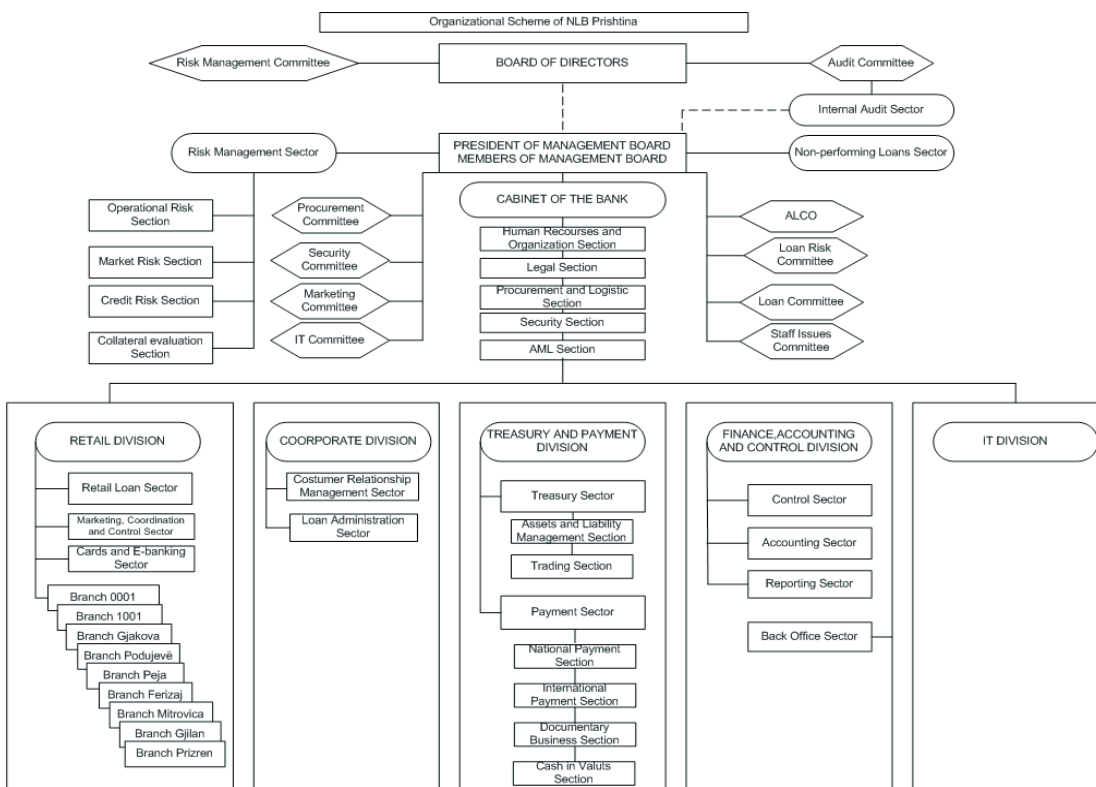 Organizational Scheme of NLB Prishtina
Risk Management Committee
BOARD OF DIRECTORS
Audit Committee
Internal Audit Sector
Risk Management Sector
PRESIDENT OF MANAGEMENT BOARD
MEMBERS OF MANAGEMENT BOARD
Non-performing Loans Sector
Operational Risk
Section
Market Risk Section
Credit Risk Section
Collateral evaluation
Section
Procurement
Committee
Security
Committee
Marketing
Committee
IT Committee
CABINET OF THE BANK
Human Recourses and
Organization Section
Legal Section
Procurement and Logistic
Section
Security Section
AML Section
ALCO
Loan Risk
Committee
Loan Committee
Staff Issues
Committee
RETAIL DIVISION
Retail Loan Sector
Marketing, Coordination
and Control Sector
Cards and E-banking
Sector
Branch 0001
Branch 1001
Branch Gjakova
Branch Podujevë
Branch Peja
Branch Ferizaj
Branch Mitrovica
Branch Gjilan
Branch Prizren
COORPORATE DIVISION
Costumer Relationship
Management Sector
Loan Administration
Sector
TREASURY AND PAYMENT
DIVISION
Treasury Sector
Assets and Liability
Management Section
Trading Section
Payment Sector
National Payment
Section
International
Payment Section
Documentary
Business Section
Cash in Valuts
Section
FINANCE,ACCOUNTING
AND CONTROL DIVISION
Control Sector
Accounting Sector
Reporting Sector
Back Office Sector
IT DIVISION